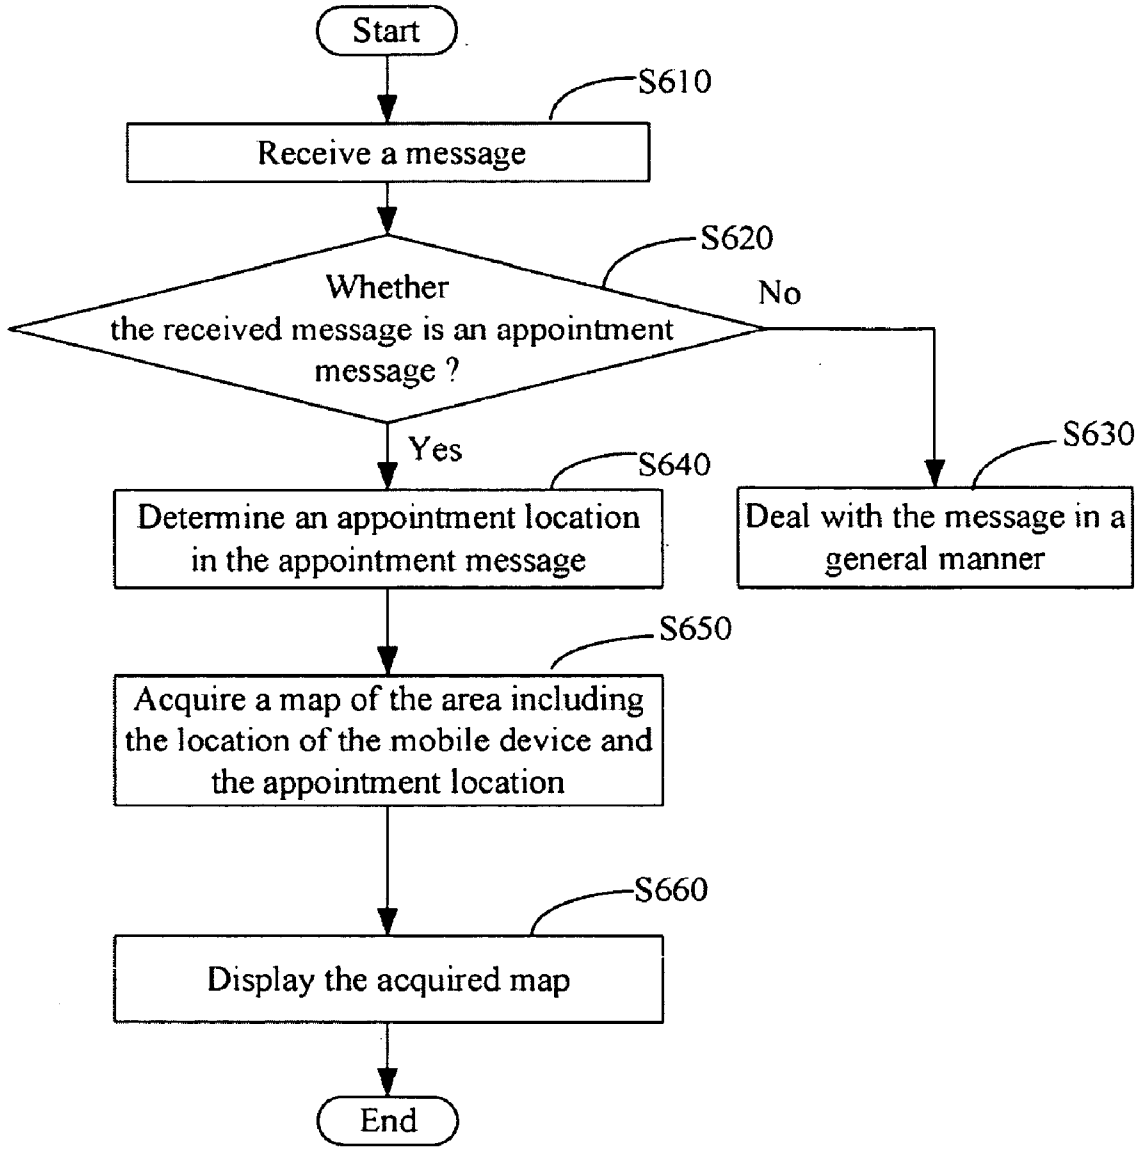 Start
S610
Receive a message
S620
Whether
the received message is an appointment
message ?
No
Yes
S640
Determine an appointment location
in the appointment message
S630
Deal with the message in a
general manner
S650
Acquire a map of the area including
the location of the mobile device and
the appointment location
S660
Display the acquired map
End